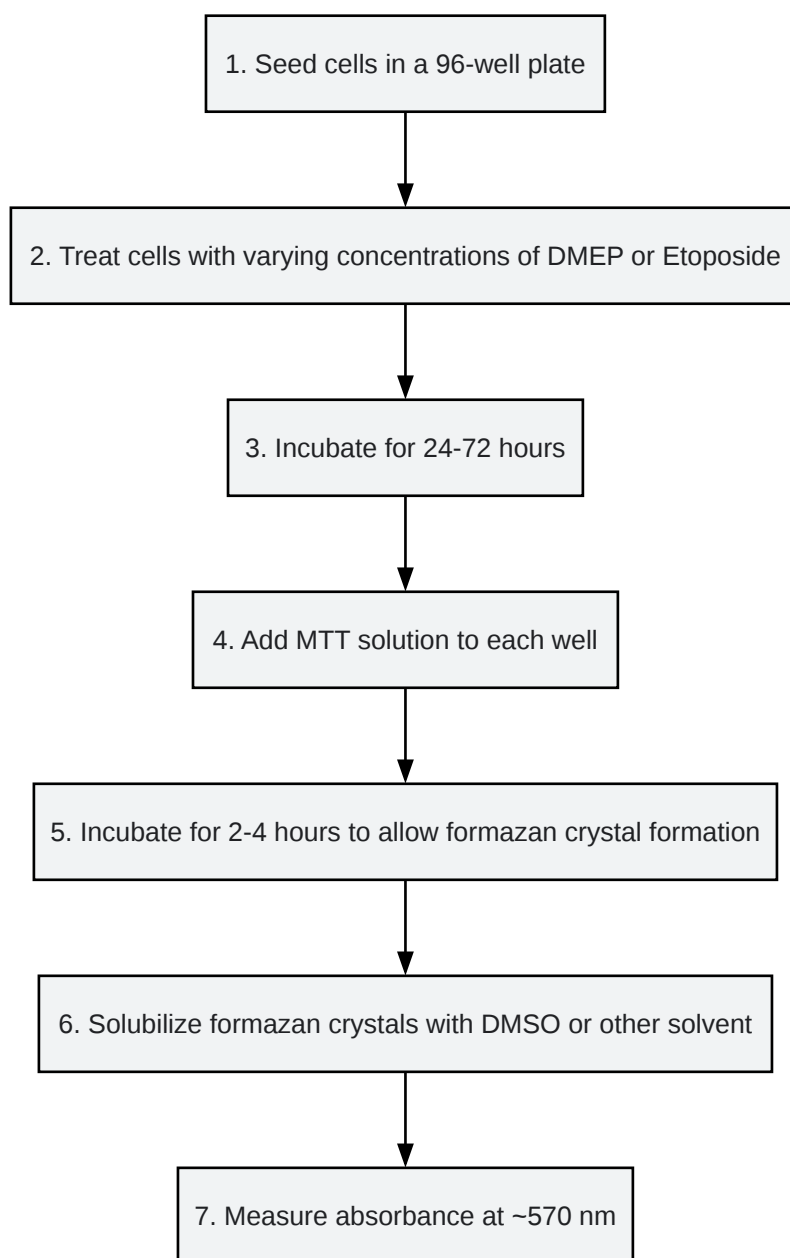 1. Seed cells in a 96-well plate
2. Treat cells with varying concentrations of DMEP or Etoposide
3. Incubate for 24-72 hours
4. Add MTT solution to each well
5. Incubate for 2-4 hours to allow formazan crystal formation
6. Solubilize formazan crystals with DMSO or other solvent
7. Measure absorbance at ~570 nm